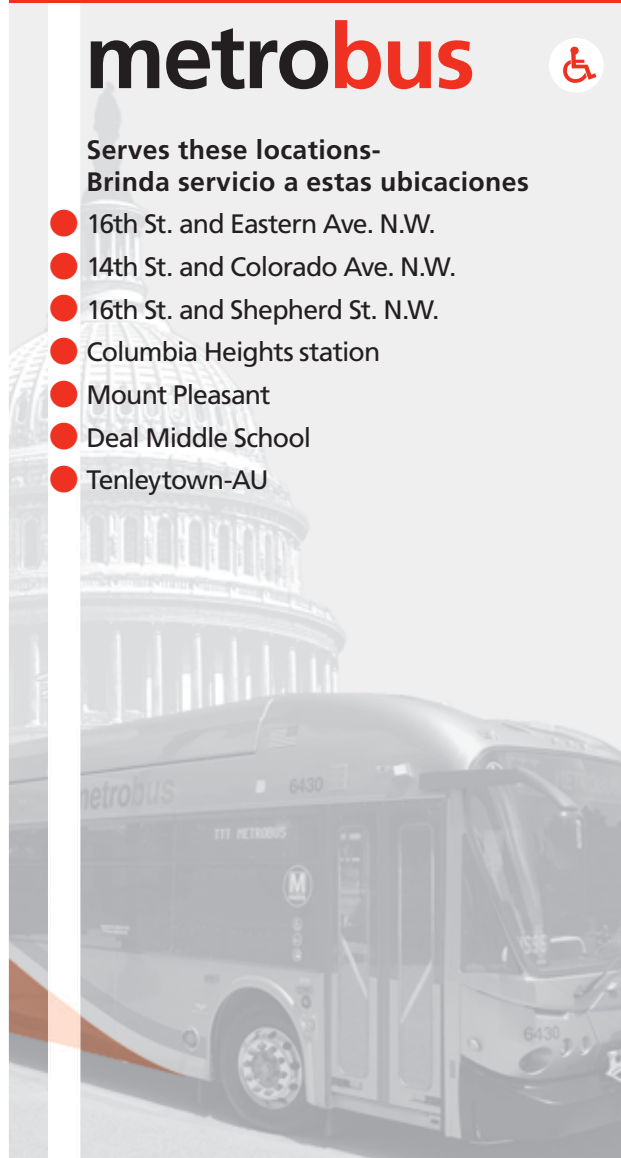 metrobus
Serves these locations-
Brinda servicio a estas ubicaciones
16th St. and Eastern Ave. N.W.
14th St. and Colorado Ave. N.W.
16th St. and Shepherd St. N.W.
Columbia Heights station
Mount Pleasant
Deal Middle School
Tenleytown-AU
metrobus
6430
TTT METROBUS
M
6430